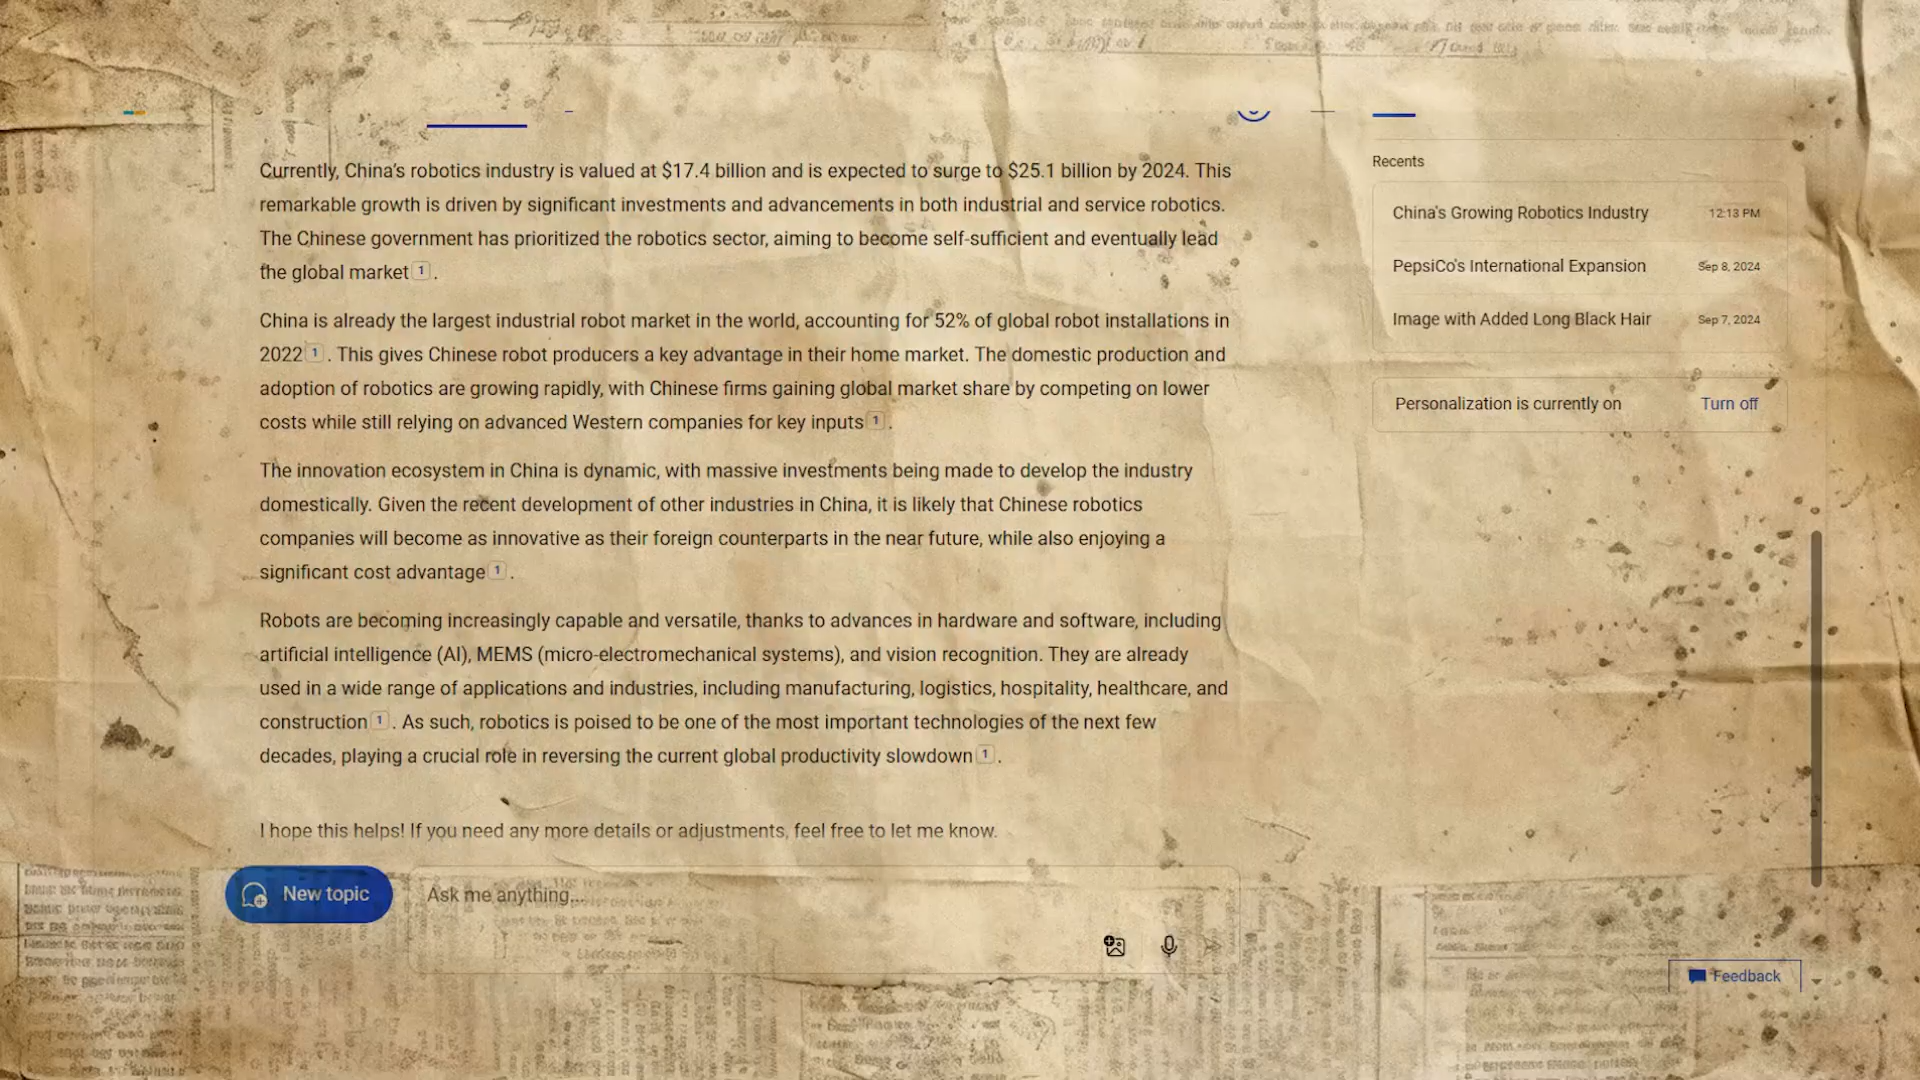 Currently, China's robotics industry is valued at $17.4 billion and is expected to surge to $25.1 billion by 2024. This
remarkable growth is driven by significant investments and advancements in both industrial and service robotics.
The Chinese government has prioritized the robotics sector, aiming to become self-sufficient and eventually lead
the global market 1 .
China is already the largest industrial robot market in the world, accounting for 52% of global robot installations in
2022 1 . This gives Chinese robot producers a key advantage in their home market. The domestic production and
adoption of robotics are growing rapidly, with Chinese firms gaining global market share by competing on lower
costs while still relying on advanced Western companies for key inputs 1 .
The innovation ecosystem in China is dynamic, with massive investments being made to develop the industry
domestically. Given the recent development of other industries in China, it is likely that Chinese robotics
companies will become as innovative as their foreign counterparts in the near future, while also enjoying a
significant cost advantage 1 .
Robots are becoming increasingly capable and versatile, thanks to advances in hardware and software, including
artificial intelligence (AI), MEMS (micro-electromechanical systems), and vision recognition. They are already
used in a wide range of applications and industries, including manufacturing, logistics, hospitality, healthcare, and
construction 1 . As such, robotics is poised to be one of the most important technologies of the next few
decades, playing a crucial role in reversing the current global productivity slowdown 1 .
I hope this helps! If you need any more details or adjustments, feel free to let me know.
New topic
Ask me anything...
Recents
China's Growing Robotics Industry 12:13 PM
PepsiCo's International Expansion Sep 8, 2024
Image with Added Long Black Hair Sep 7, 2024
Personalization is currently on Turn off
Feedback